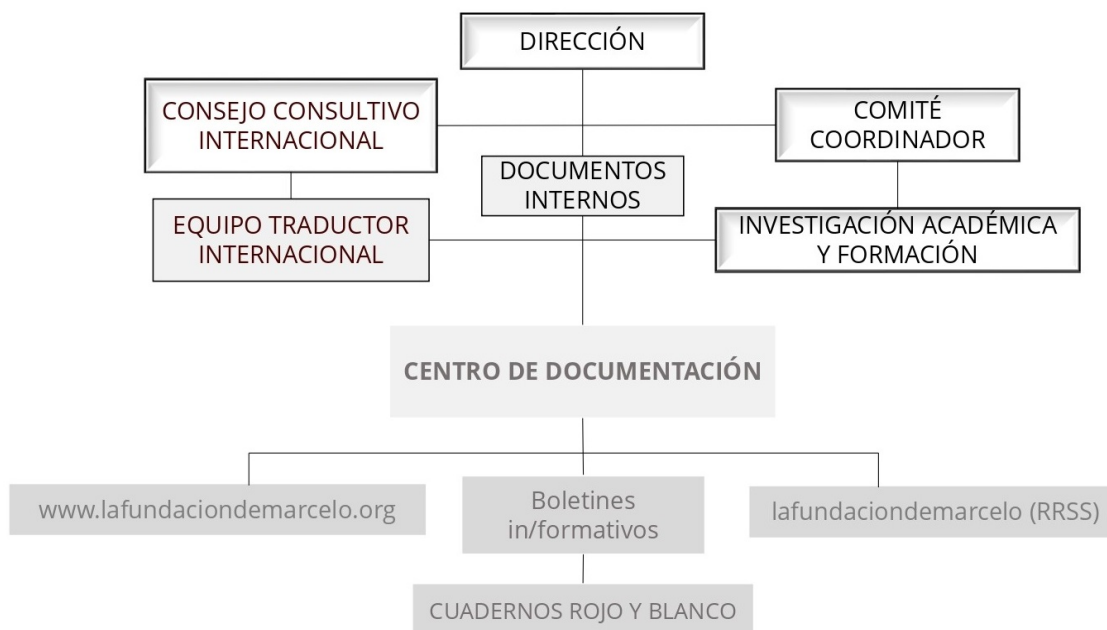 DIRECCIÓN
CONSEJO CONSULTIVO
INTERNACIONAL
COMITÉ
COORDINADOR
DOCUMENTOS
INTERNOS
EQUIPO TRADUCTOR
INTERNACIONAL
INVESTIGACIÓN ACADÉMICA
Y FORMACIÓN
CENTRO DE DOCUMENTACIÓN
www.lafundaciondemarcelo.org
Boletines
in/formativos
lafundaciondemarcelo (RRSS)
CUADERNOS ROJO Y BLANCO